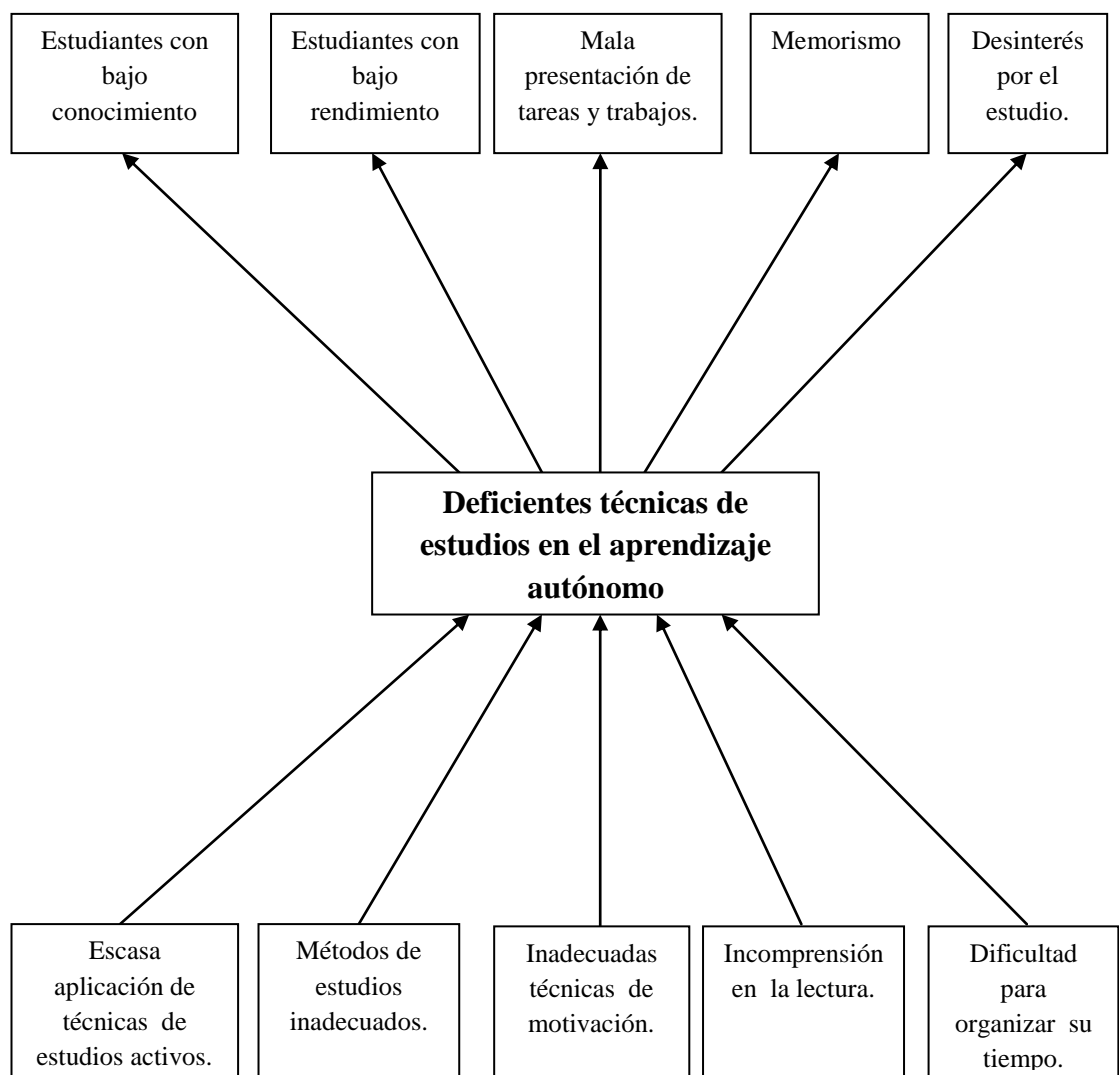 Estudiantes con
bajo
conocimiento
Estudiantes con
bajo
rendimiento
Mala
presentación de
tareas y trabajos.
Memorismo
Desinterés
por el
estudio.
Deficientes técnicas de
estudios en el aprendizaje
autónomo
Escasa
aplicación de
técnicas de
estudios activos.
Métodos de
estudios
inadecuados.
Inadecuadas
técnicas de
motivación.
Incomprensión
en la lectura.
Dificultad
para
organizar su
tiempo.